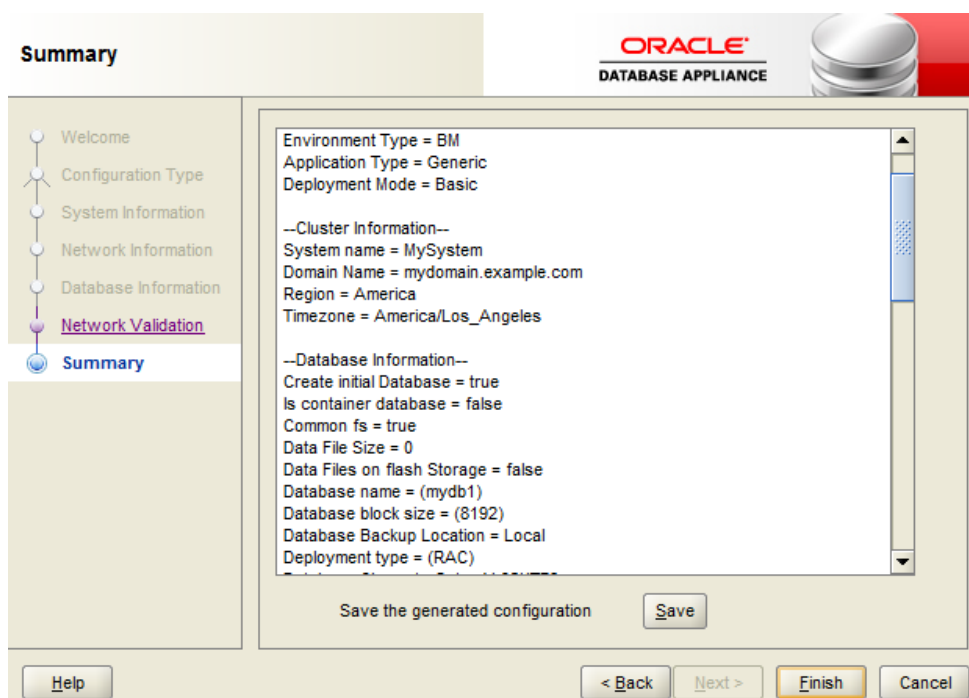 Summary
ORACLE
DATABASE APPLIANCE
Welcome
Configuration Type
System Information
Network Information
Database Information
Network Validation
Summary
Environment Type = BM
Application Type = Generic
Deployment Mode = Basic
--Cluster Information--
System name = MySystem
Domain Name = mydomain.example.com
Region = America
Timezone = America/Los_Angeles
--Database Information--
Create initial Database = true
Is container database = false
Common fs = true
Data File Size = 0
Data Files on flash Storage = false
Database name = (mydb1)
Database block size = (8192)
Database Backup Location = Local
Deployment type = (RAC)
Save the generated configuration
Save
Help
< Back
Next >
Finish
Cancel